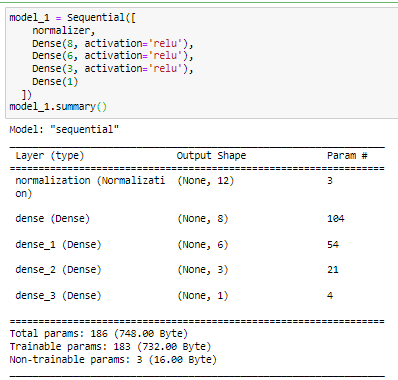 model_1 = Sequential([
normalizer,
Dense(8, activation='relu'),
Dense(6, activation='relu'),
Dense(3, activation='relu'),
Dense(1)
])
model_1.summary()
Model: "sequential"
Layer (type) Output Shape Param #
normalization (Normalizati (None, 12) 3
on)
dense (Dense) (None, 8) 104
dense_1 (Dense) (None, 6) 54
dense_2 (Dense) (None, 3) 21
dense_3 (Dense) (None, 1) 4
Total params: 186 (748.00 Byte)
Trainable params: 183 (732.00 Byte)
Non-trainable params: 3 (16.00 Byte)